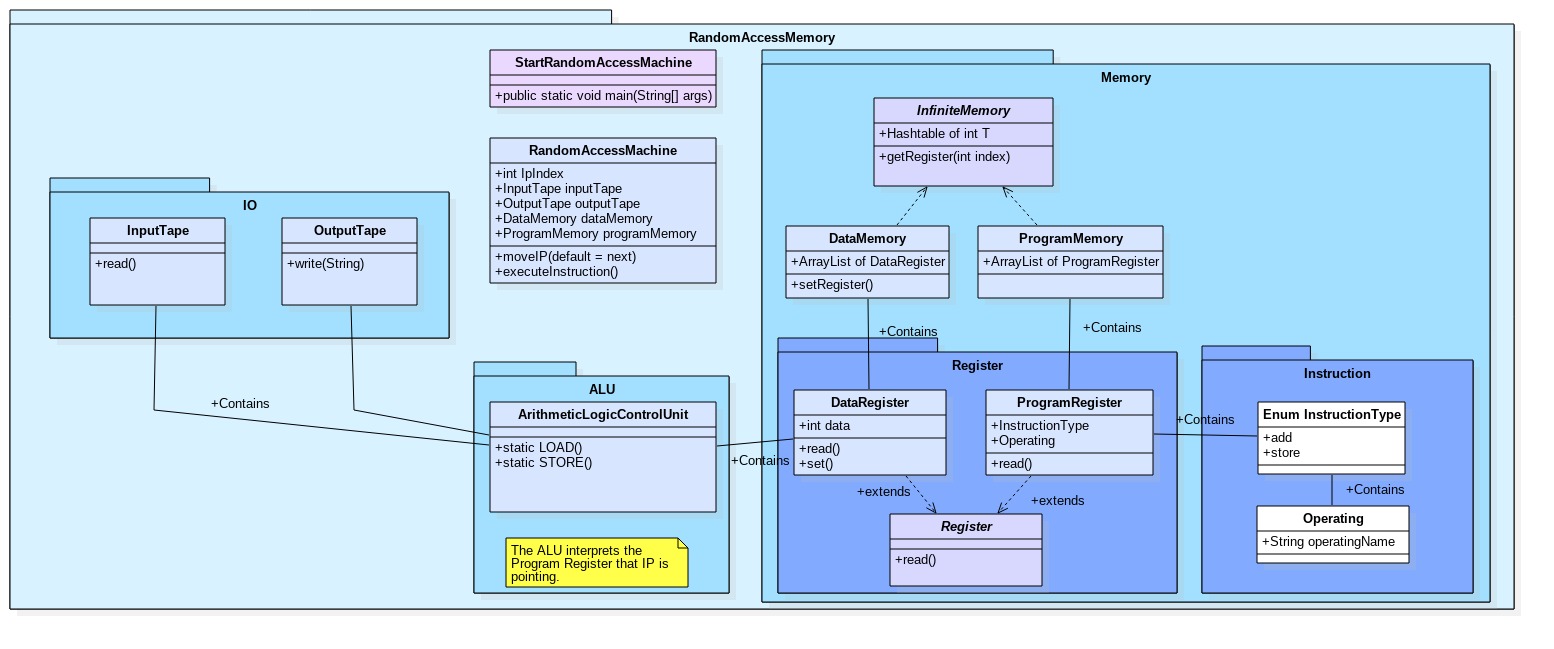 RandomAccessMemory
StartRandomAccessMachine
+public static void main(String[] args)
RandomAccessMachine
+int IpIndex
+InputTape inputTape
+OutputTape outputTape
+DataMemory dataMemory
+ProgramMemory programMemory
+moveIP(default = next)
+executeInstruction()
IO
InputTape
+read()
OutputTape
+write(String)
+Contains
ALU
ArithmeticLogicControlUnit
+static LOAD()
+static STORE()
The ALU interprets the
Program Register that IP is
pointing.
+Contains
Memory
InfiniteMemory
+Hashtable of int T
+getRegister(int index)
DataMemory
+ArrayList of DataRegister
+setRegister()
ProgramMemory
+ArrayList of ProgramRegister
+Contains
+Contains
Register
DataRegister
+int data
+read()
+set()
ProgramRegister
+InstructionType
+Operating
+read()
+extends
+extends
Register
+read()
+Contains
Instruction
Enum InstructionType
+add
+store
+Contains
Operating
+String operatingName